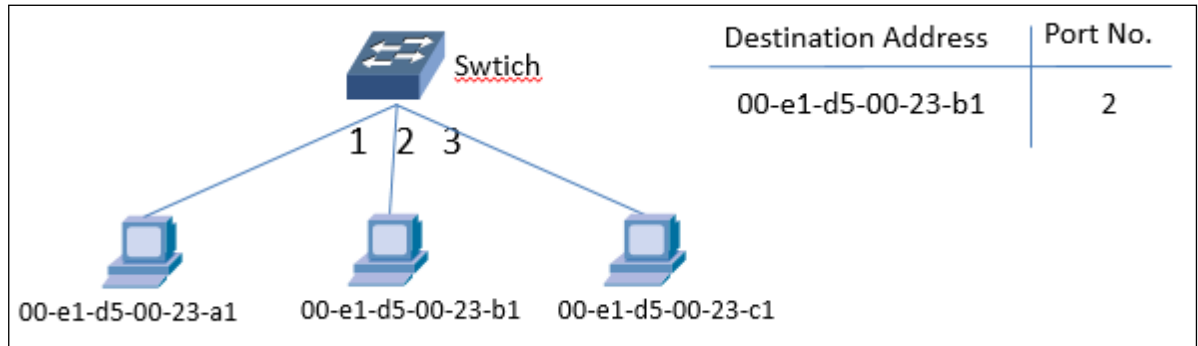 Swtich
1 2 3
00-e1-d5-00-23-a1 00-e1-d5-00-23-b1 00-e1-d5-00-23-c1
Destination Address Port No.
00-e1-d5-00-23-b1 2